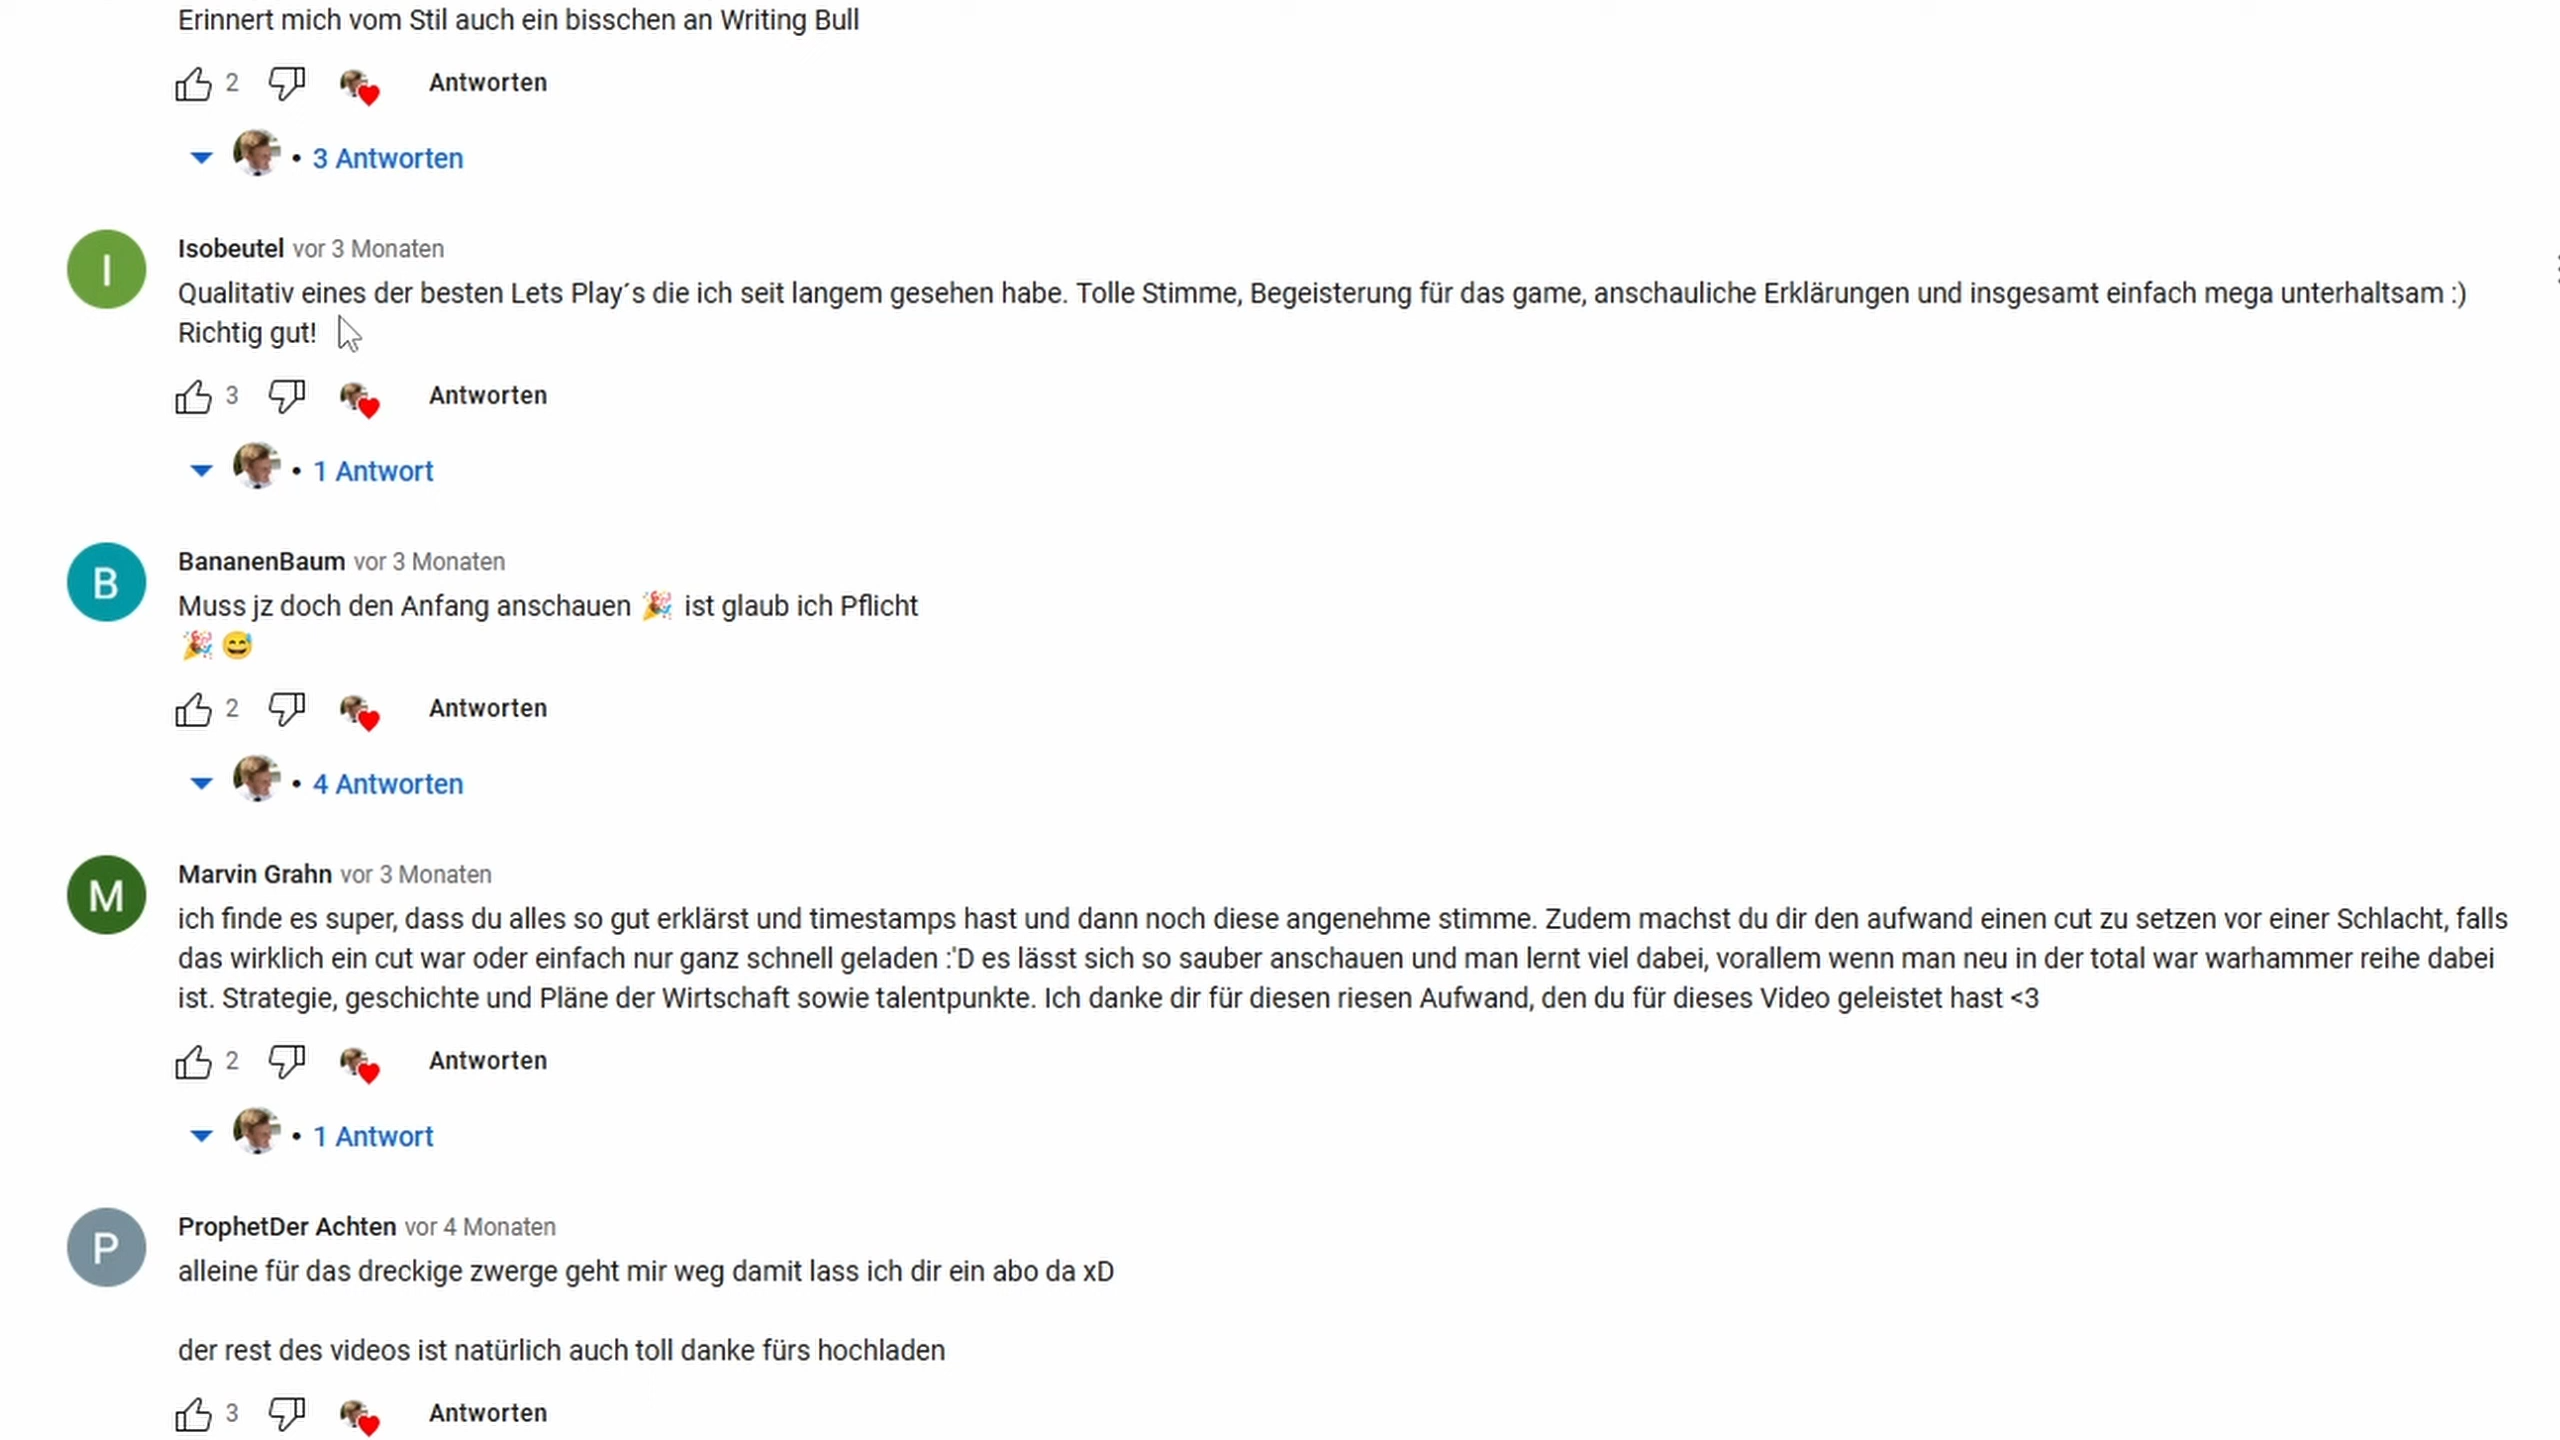 Erinnert mich vom Stil auch ein bisschen an Writing Bull
2 Antworten
3 Antworten
I
Isobeutel vor 3 Monaten
Qualitativ eines der besten Lets Play´s die ich seit langem gesehen habe. Tolle Stimme, Begeisterung für das game, anschauliche Erklärungen und insgesamt einfach mega unterhaltsam :)
Richtig gut!
3 Antworten
1 Antwort
B
BananenBaum vor 3 Monaten
Muss jz doch den Anfang anschauen 🎉 ist glaub ich Pflicht
🎉 😅
2 Antworten
4 Antworten
M
Marvin Grahn vor 3 Monaten
ich finde es super, dass du alles so gut erklärst und timestamps hast und dann noch diese angenehme stimme. Zudem machst du dir den aufwand einen cut zu setzen vor einer Schlacht, falls
das wirklich ein cut war oder einfach nur ganz schnell geladen :'D es lässt sich so sauber anschauen und man lernt viel dabei, vorallem wenn man neu in der total war warhammer reihe dabei
ist. Strategie, geschichte und Pläne der Wirtschaft sowie talentpunkte. Ich danke dir für diesen riesen Aufwand, den du für dieses Video geleistet hast <3
2 Antworten
1 Antwort
P
ProphetDer Achten vor 4 Monaten
alleine für das dreckige zwerge geht mir weg damit lass ich dir ein abo da xD
der rest des videos ist natürlich auch toll danke fürs hochladen
3 Antworten